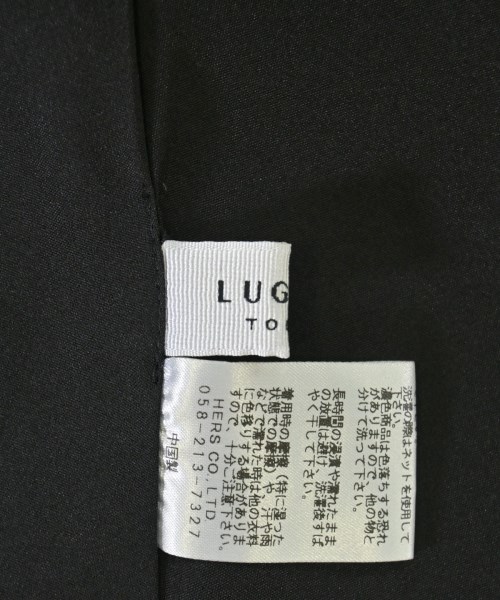 LUG
TO
洗濯の際はネットを使用して
下さい。
濃色商品は色落ちする恐れ
がありますので、他の物と
分けて洗って下さい。
長時間の浸漬や濡れたまま
の放置は避け、洗濯後すば
やく干して下さい。
着用時の摩擦(特に湿った
状態での摩擦)や、汗や雨
などで濡れた時は他の衣料
に色移りする場合がありま
すので、十分ご注意下さい。
HERS CO., LTD.
058-213-7327
中国製